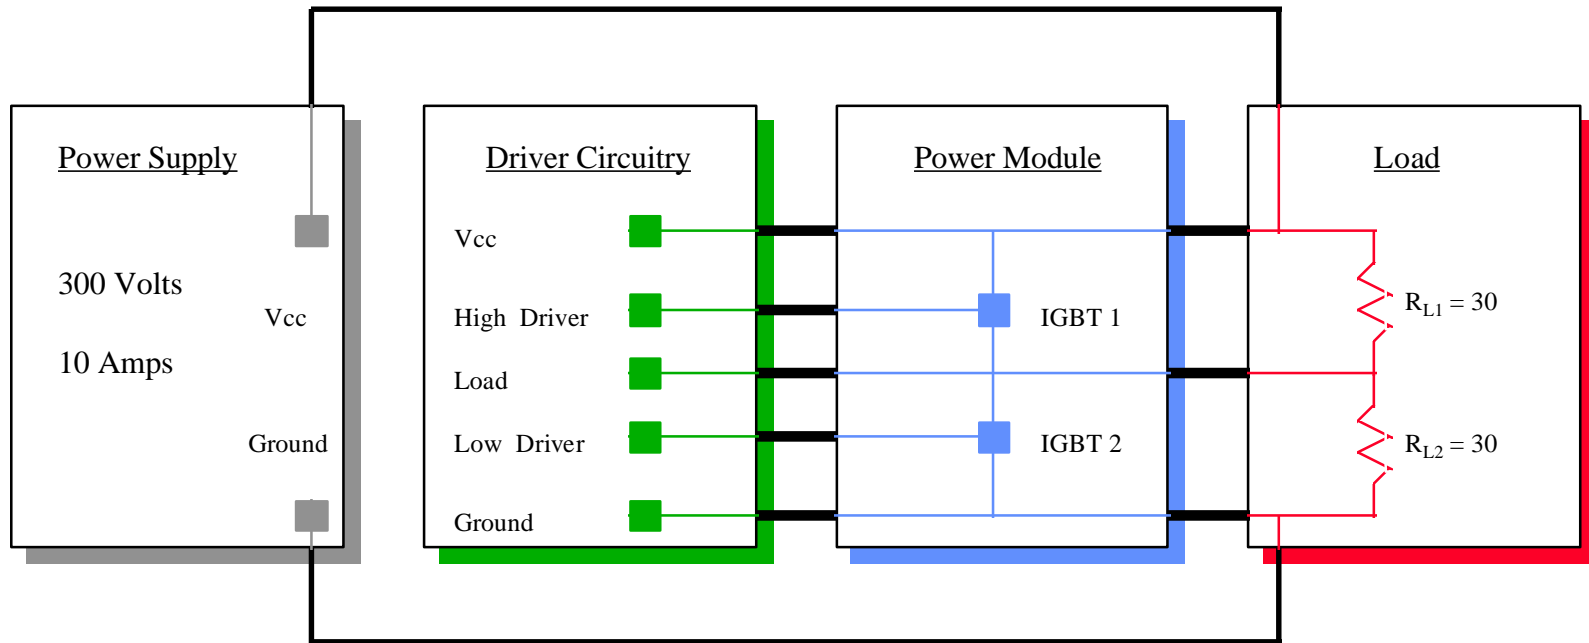 Power Supply
300 Volts
Vcc
10 Amps
Ground
Driver Circuitry
Vcc
High Driver
Load
Low Driver
Ground
Power Module
IGBT 1
IGBT 2
Load
RL1 = 30
RL2 = 30